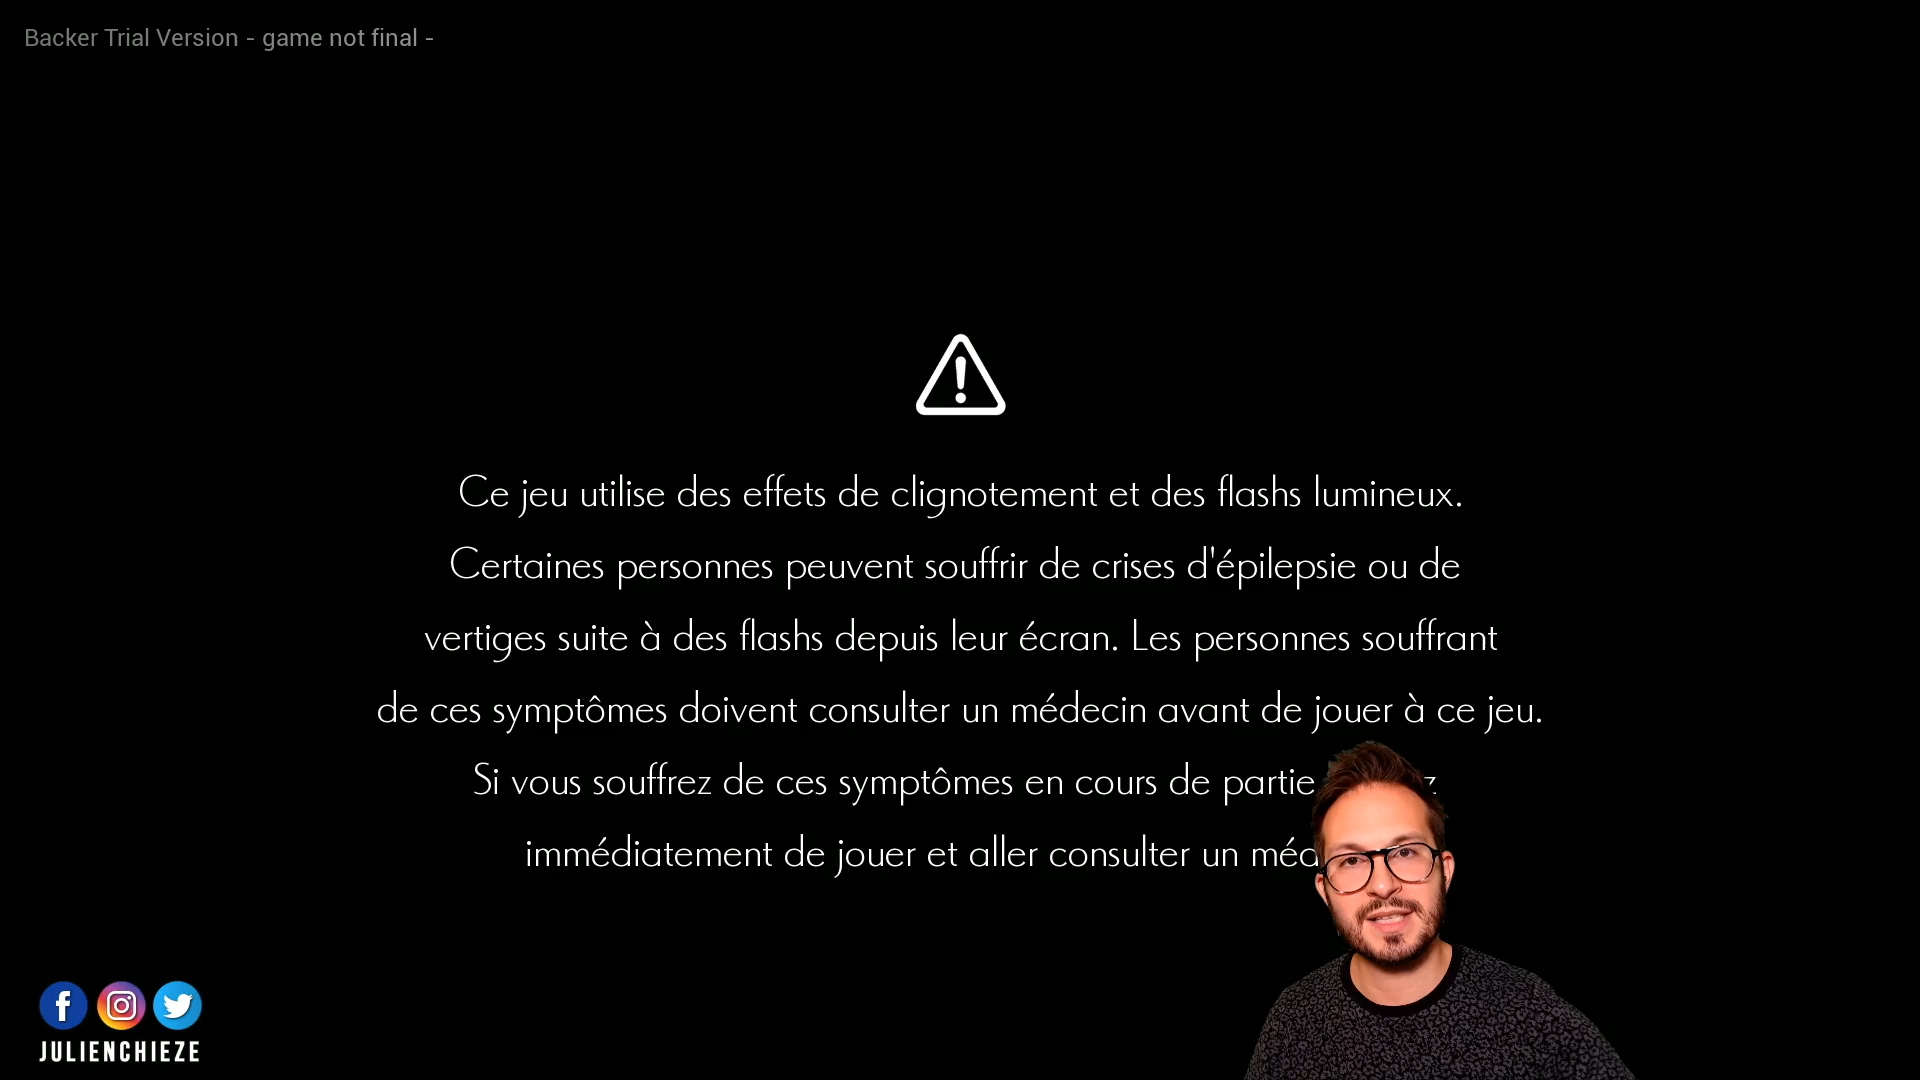 Backer Trial Version - game not final -
Ce jeu utilise des effets de clignotement et des flashs lumineux.
Certaines personnes peuvent souffrir de crises d'épilepsie ou de
vertiges suite à des flashs depuis leur écran. Les personnes souffrant
de ces symptômes doivent consulter un médecin avant de jouer à ce jeu.
Si vous souffrez de ces symptômes en cours de partie
immédiatement de jouer et aller consulter un
JULIENCHIEZE